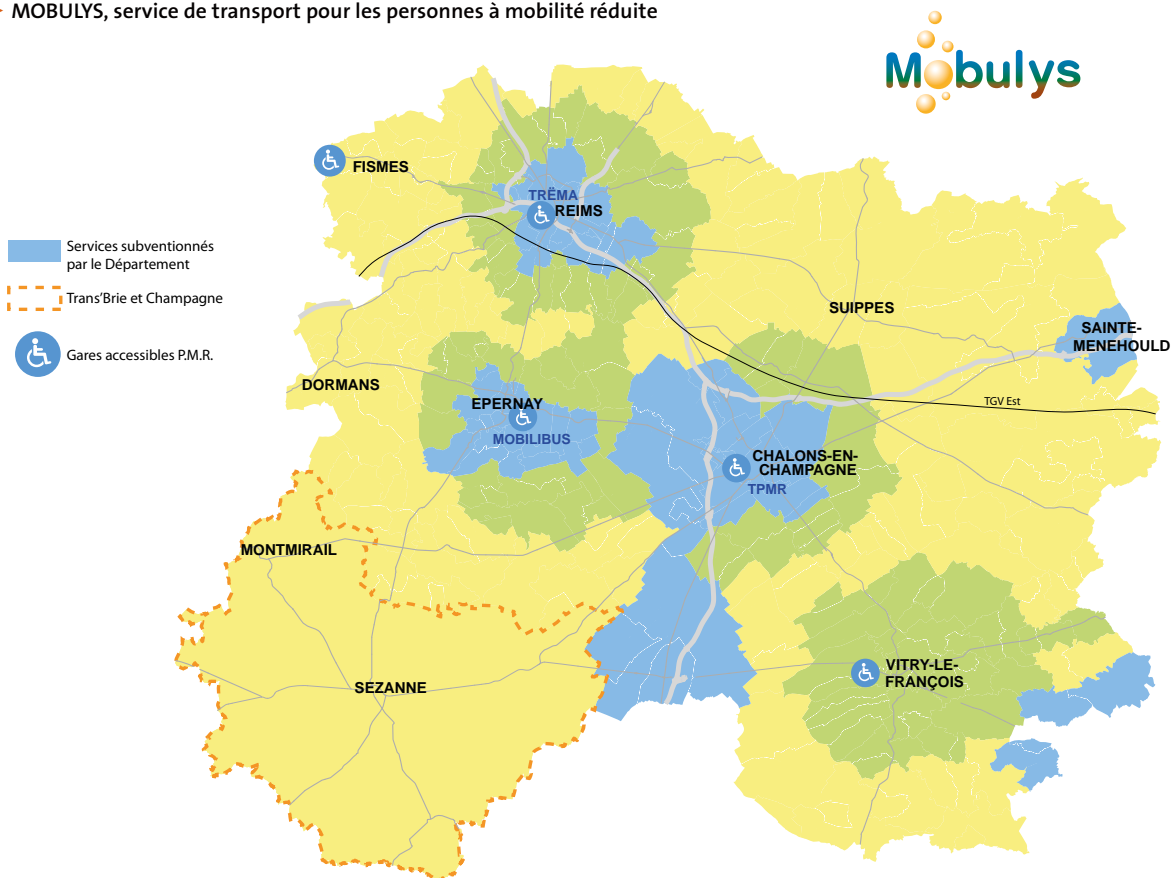 MOBULYS, service de transport pour les personnes à mobilité réduite
Mobulys
FISMES
TRËMA
REIMS
Services subventionnés
par le Département
Trans'Brie et Champagne
Gares accessibles P.M.R.
SUIPPES
SAINTE-
MENEHOULD
DORMANS
TGV Est
EPERNAY
MOBILIBUS
CHALONS-EN-
CHAMPAGNE
TPMR
MONTMIRAIL
VITRY-LE-
FRANÇOIS
SEZANNE